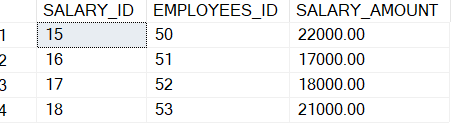 SALARY_ID EMPLOYEES_ID SALARY_AMOUNT
1 15 50 22000.00
2 16 51 17000.00
3 17 52 18000.00
4 18 53 21000.00